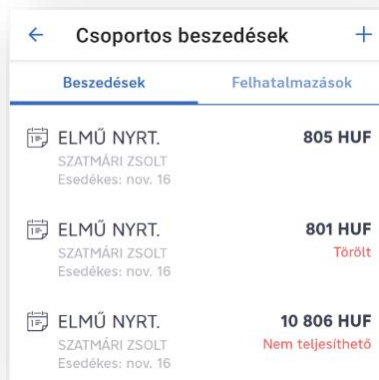 Csoportos beszedések
Beszedések Felhatalmazások
ELMŰ NYRT. 805 HUF
SZATMÁRI ZSOLT
Esedékes: nov. 16
ELMŰ NYRT. 801 HUF
SZATMÁRI ZSOLT Törölt
Esedékes: nov. 16
ELMŰ NYRT. 10 806 HUF
SZATMÁRI ZSOLT Nem teljesíthető
Esedékes: nov. 16